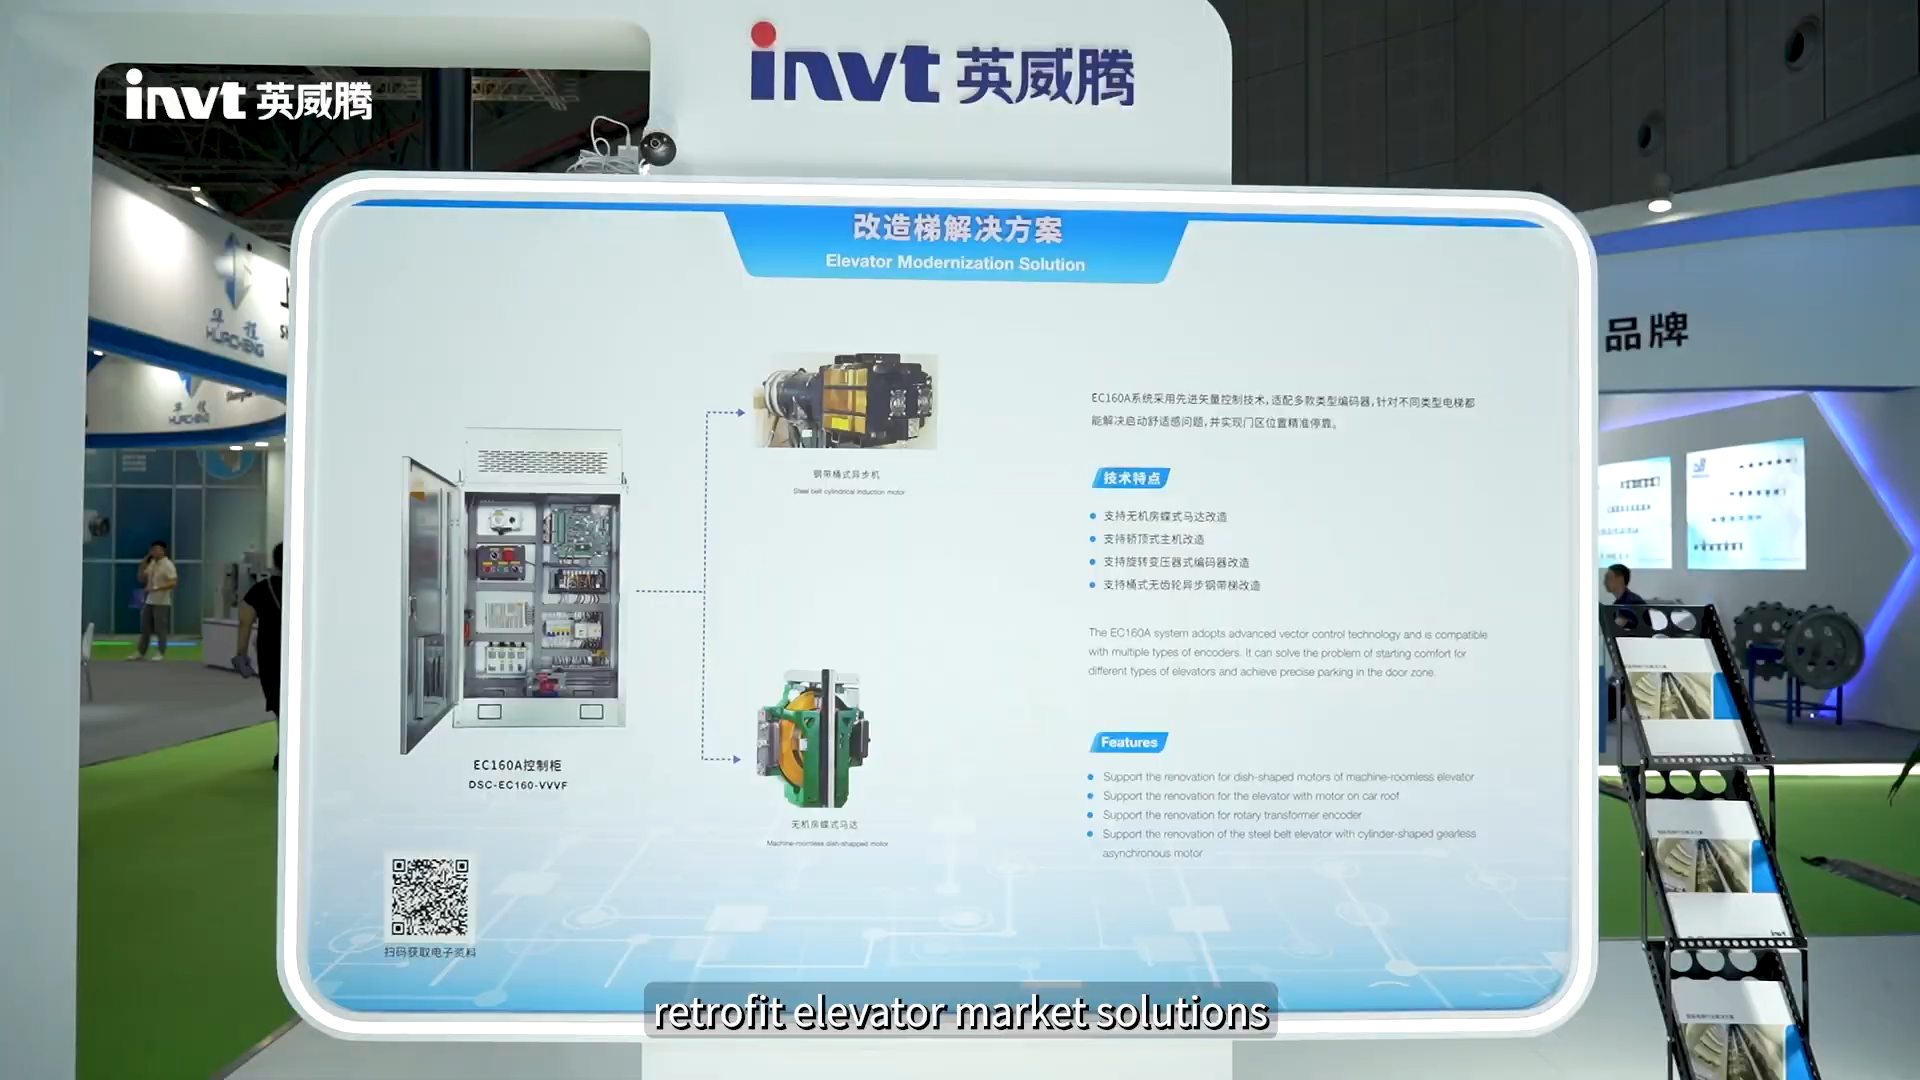 invt 英威腾
invt 英威腾
改造梯解决方案
Elevator Modernization Solution
华程
HUACHENG
华程
HUACHENG
品牌
钢带桶式异步机
Steel belt cylindrical induction motor
EC160A控制柜
DSC-EC160-VVVF
无机房蝶式马达
Machine-roomless dish-shapped motor
扫码获取电子资料
EC160A系统采用先进矢量控制技术,适配多款类型编码器,针对不同类型电梯都
能解决启动舒适感问题,并实现门区位置精准停靠。
技术特点
支持无机房蝶式马达改造
支持轿顶式主机改造
支持旋转变压器式编码器改造
支持桶式无齿轮异步钢带梯改造
The EC160A system adopts advanced vector control technology and is compatible
with multiple types of encoders. It can solve the problem of starting comfort for
different types of elevators and achieve precise parking in the door zone.
Features
Support the renovation for dish-shaped motors of machine-roomless elevator
Support the renovation for the elevator with motor on car roof
Support the renovation for rotary transformer encoder
Support the renovation of the steel belt elevator with cylinder-shaped gearless
asynchronous motor
invt
retrofit elevator market solutions